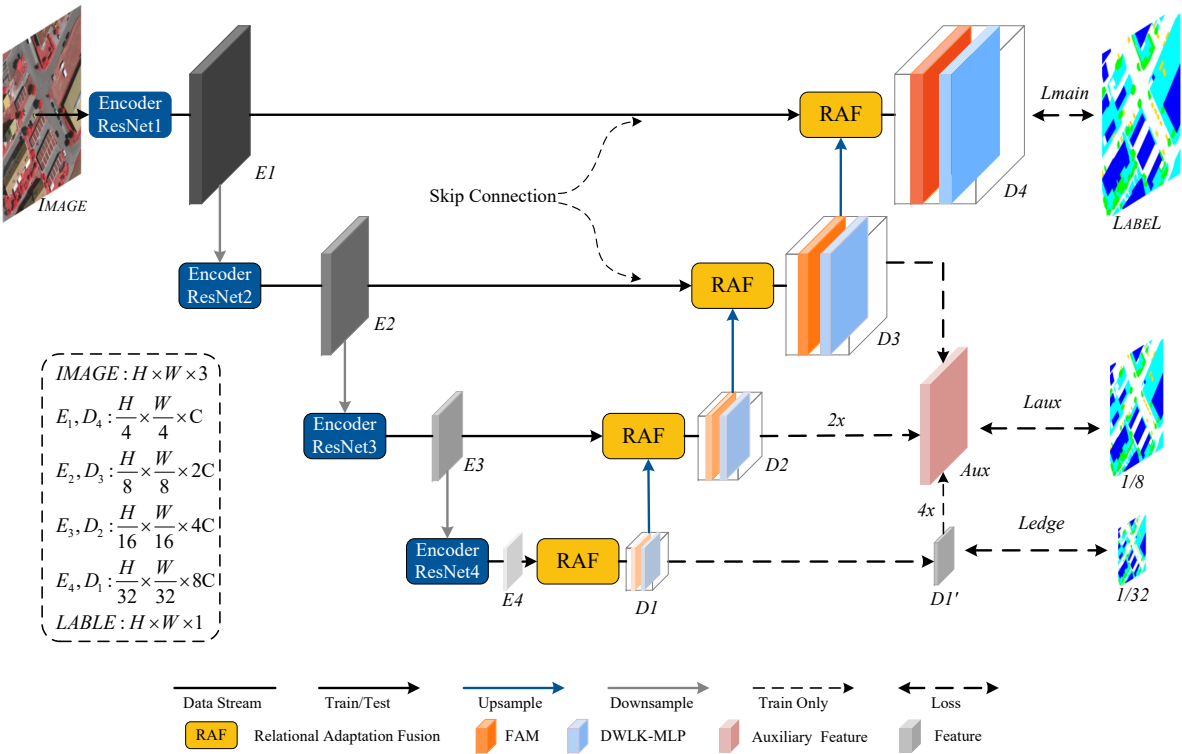 Encoder
ResNet1
IMAGE
E1
Skip Connection
RAF
D4
Lmain
LABEL
Encoder
ResNet2
E2
RAF
D3
IMAGE : H × W × 3
E₁, D₄ : H/4 × W/4 × C
E₂, D₃ : H/8 × W/8 × 2C
E₃, D₂ : H/16 × W/16 × 4C
E₄, D₁ : H/32 × W/32 × 8C
LABLE : H × W × 1
Encoder
ResNet3
E3
RAF
D2
2x
Aux
Laux
1/8
Encoder
ResNet4
E4
RAF
D1
4x
D1'
Ledge
1/32
Data Stream
Train/Test
Upsample
Downsample
Train Only
Loss
RAF
Relational Adaptation Fusion
FAM
DWLK-MLP
Auxiliary Feature
Feature